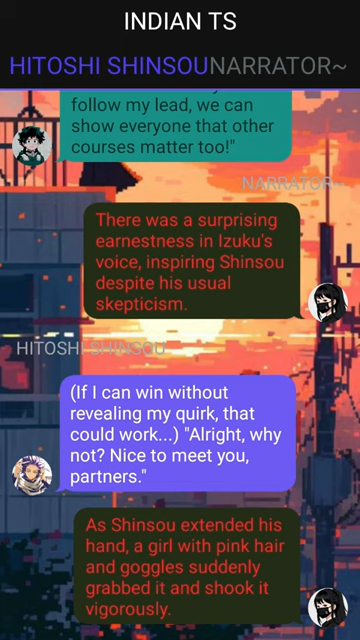 INDIAN TS
HITOSHI SHINSOUNARRATOR~
follow my lead, we can
show everyone that other
courses matter too!"
NARRATOR~
There was a surprising
earnestness in Izuku's
voice, inspiring Shinsou
despite his usual
skepticism.
HITOSHI SHINSOU
(If I can win without
revealing my quirk, that
could work...) "Alright, why
not? Nice to meet you,
partners."
As Shinsou extended his
hand, a girl with pink hair
and goggles suddenly
grabbed it and shook it
vigorously.